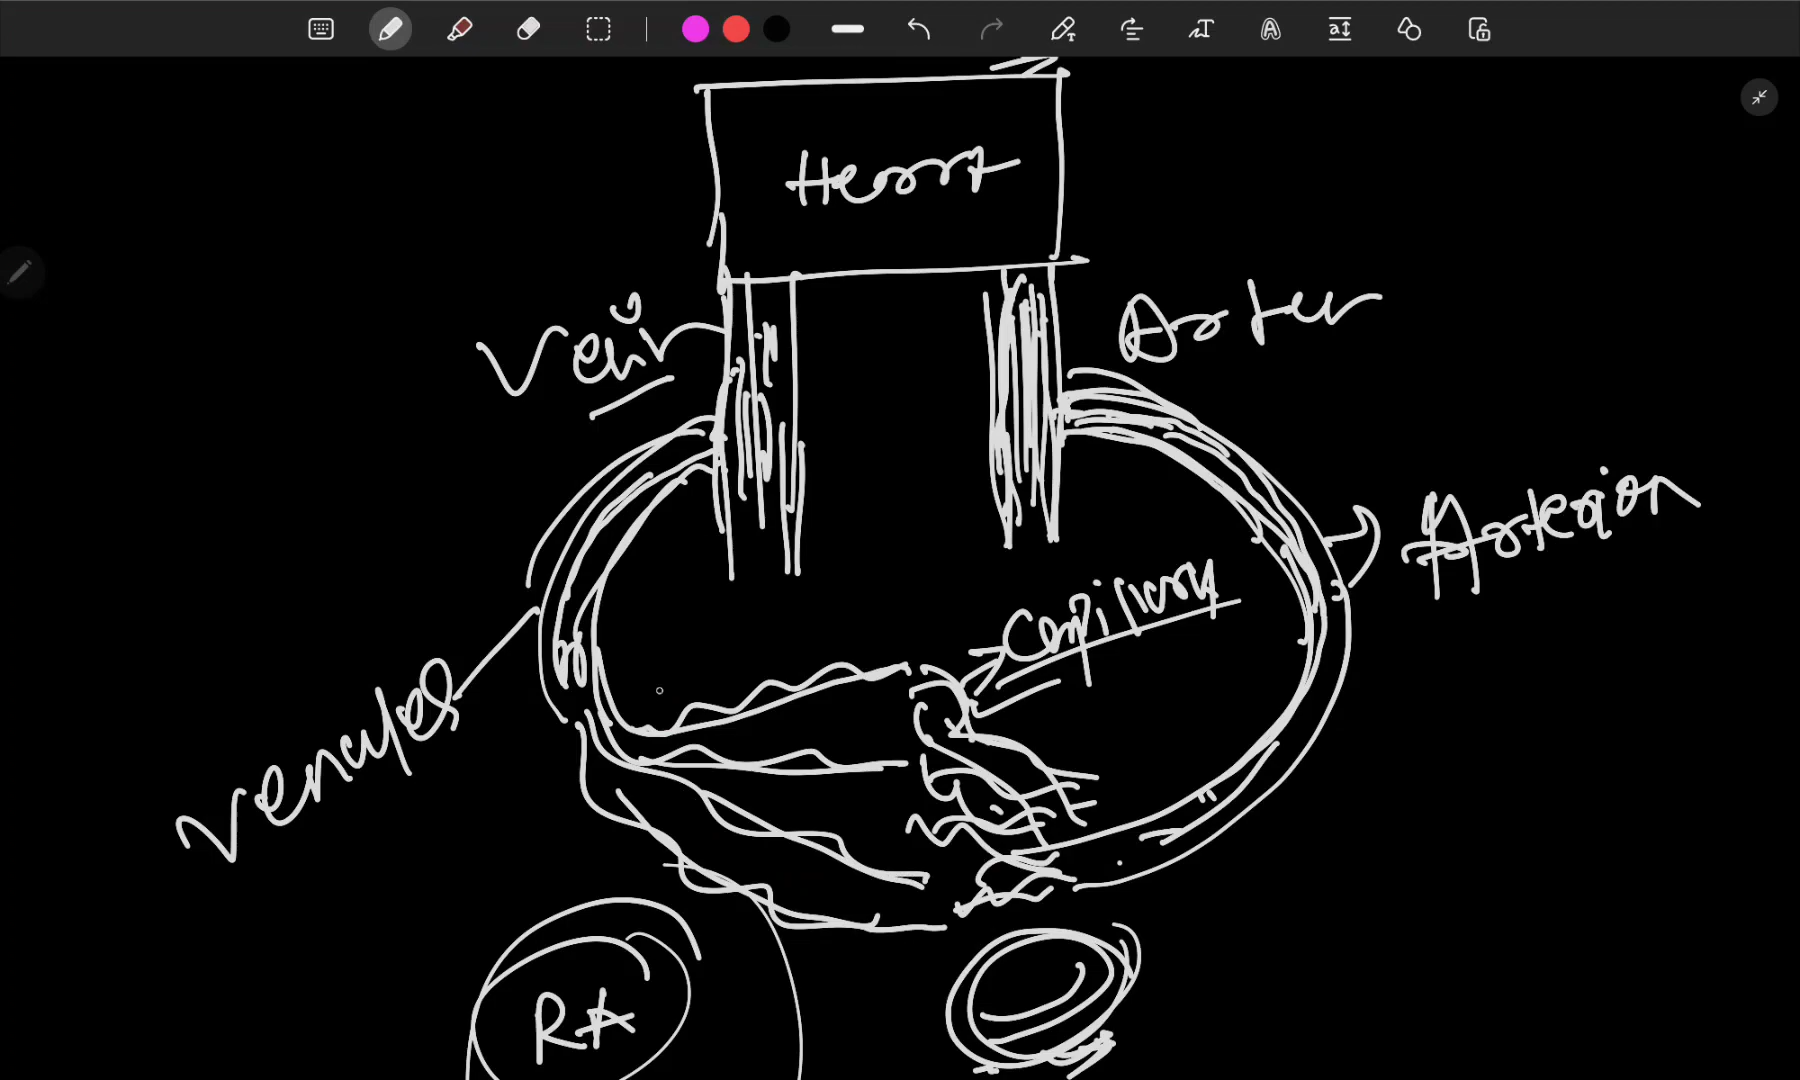 Heart
Vein
Arter
Arterion
Capillary
Venules
RA